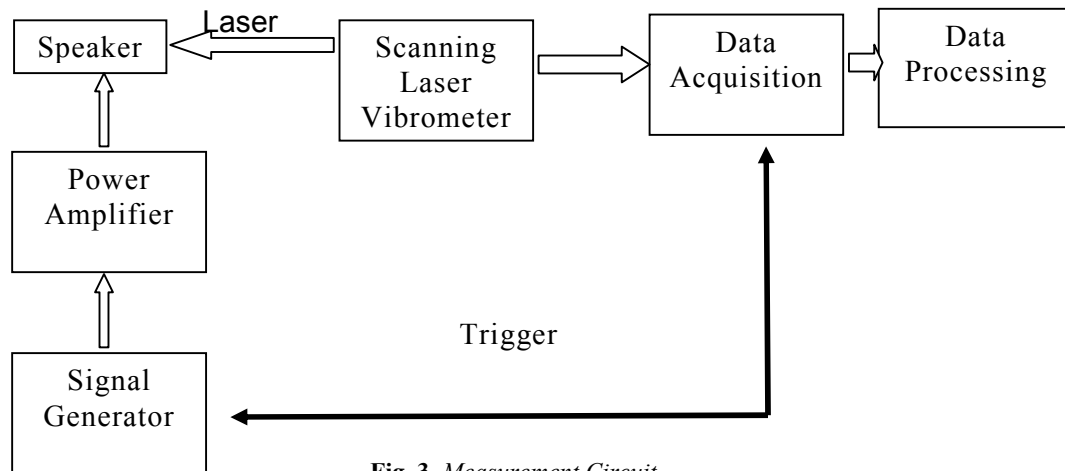 Laser
Speaker
Scanning
Laser
Vibrometer
Data
Acquisition
Data
Processing
Power
Amplifier
Trigger
Signal
Generator
Fig. 3. Measurement Circuit